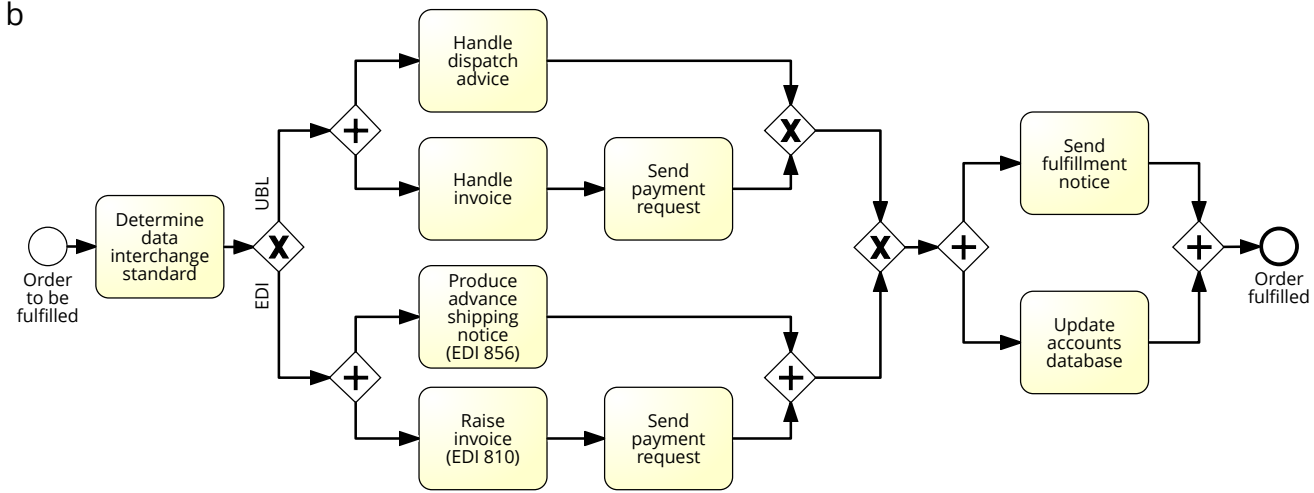 b
Order
to be
fulfilled
Determine
data
interchange
standard
UBL
EDI
Handle
dispatch
advice
Handle
invoice
Send
payment
request
Produce
advance
shipping
notice
(EDI 856)
Raise
invoice
(EDI 810)
Send
payment
request
Send
fulfillment
notice
Update
accounts
database
Order
fulfilled